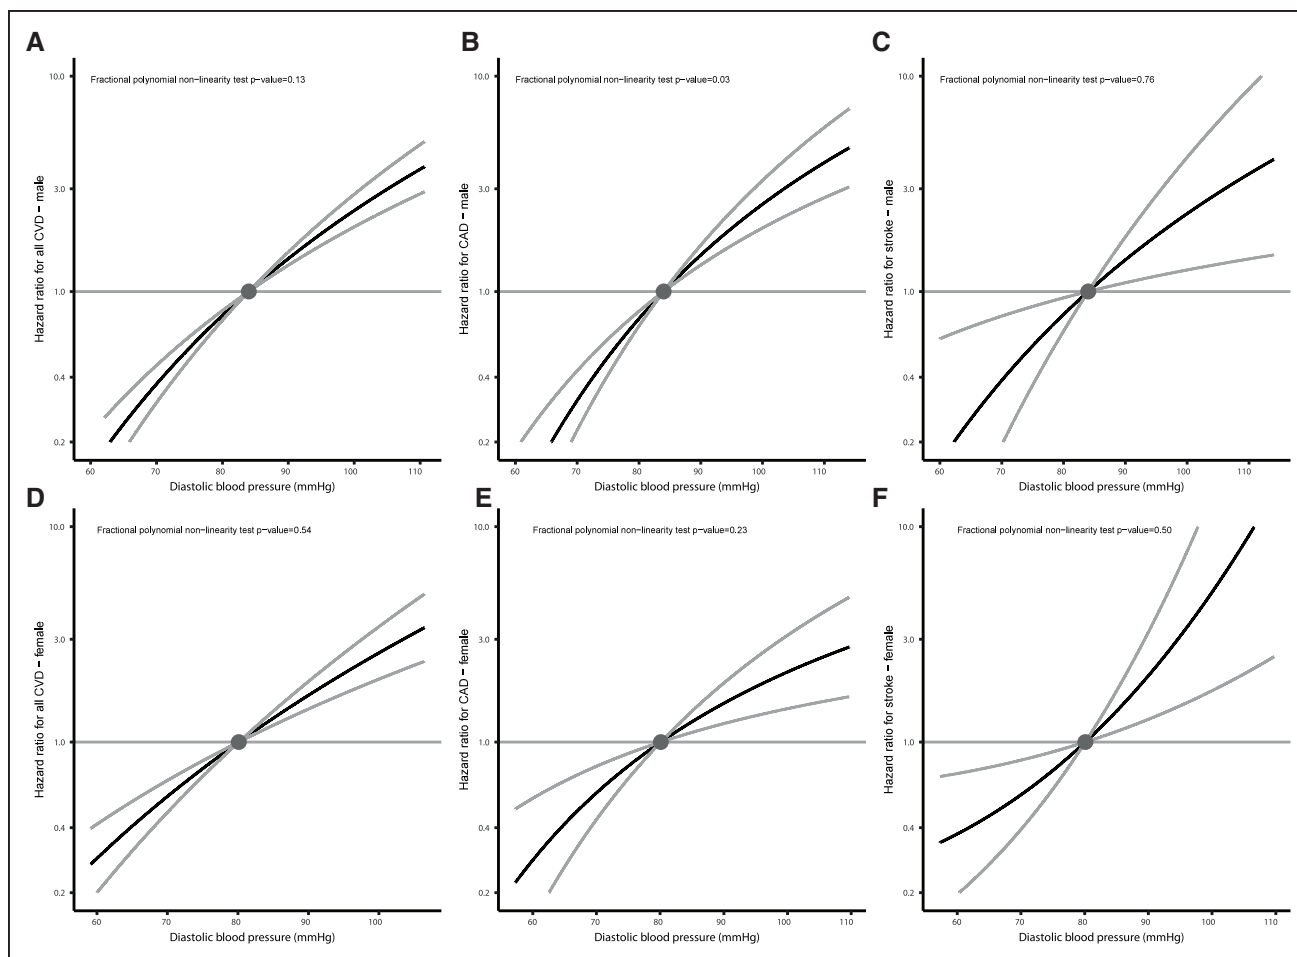 A
Fractional polynomial non−linearity test p−value=0.13
Hazard ratio for all CVD − male
10.0
3.0
1.0
0.4
0.2
60 70 80 90 100 110
Diastolic blood pressure (mmHg)
B
Fractional polynomial non−linearity test p−value=0.03
Hazard ratio for CAD − male
10.0
3.0
1.0
0.4
0.2
60 70 80 90 100 110
Diastolic blood pressure (mmHg)
C
Fractional polynomial non−linearity test p−value=0.76
Hazard ratio for stroke − male
10.0
3.0
1.0
0.4
0.2
60 70 80 90 100 110
Diastolic blood pressure (mmHg)
D
Fractional polynomial non−linearity test p−value=0.54
Hazard ratio for all CVD − female
10.0
3.0
1.0
0.4
0.2
60 70 80 90 100
Diastolic blood pressure (mmHg)
E
Fractional polynomial non−linearity test p−value=0.23
Hazard ratio for CAD − female
10.0
3.0
1.0
0.4
0.2
60 70 80 90 100 110
Diastolic blood pressure (mmHg)
F
Fractional polynomial non−linearity test p−value=0.50
Hazard ratio for stroke − female
10.0
3.0
1.0
0.4
0.2
60 70 80 90 100 110
Diastolic blood pressure (mmHg)